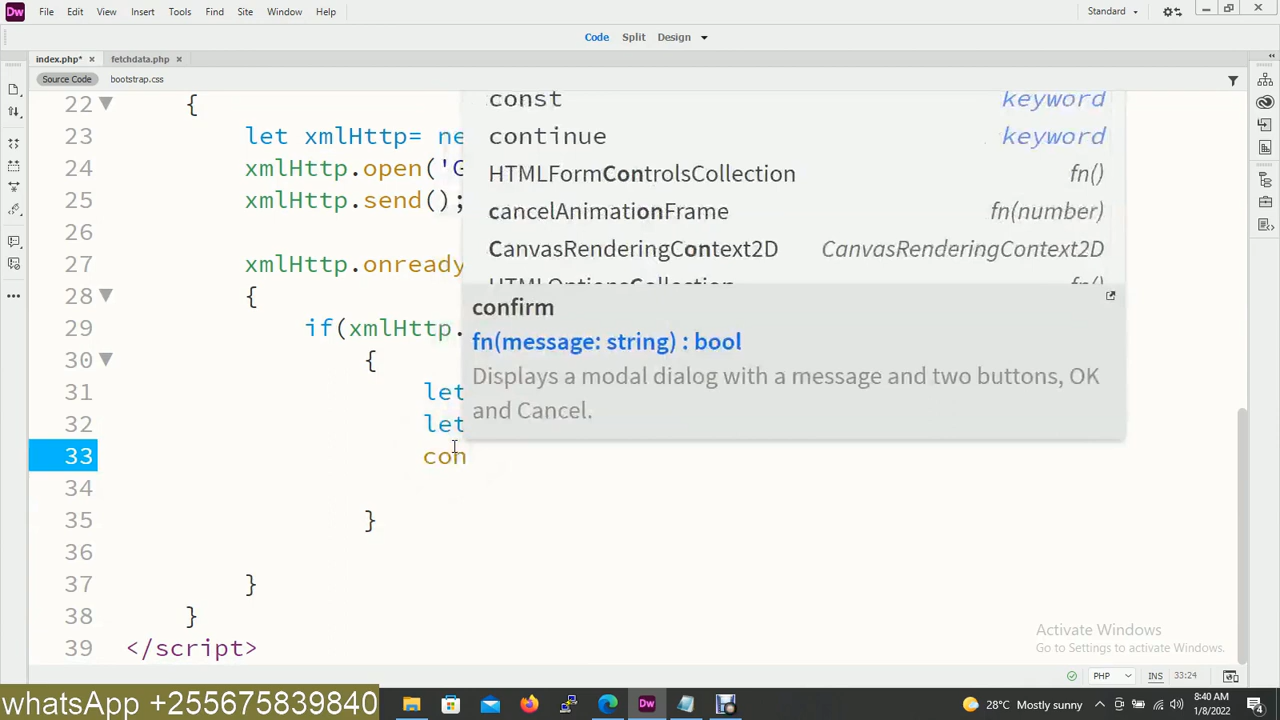 Dw File Edit View Insert Tools Find Site Window Help Standard
Code Split Design
index.php* × fetchdata.php ×
Source Code bootstrap.css
22 {
23 let xmlHttp= ne
24 xmlHttp.open('G
25 xmlHttp.send();
26
27 xmlHttp.onready
28 {
29 if(xmlHttp.
30 {
31 let
32 let
33 con
34
35 }
36
37 }
38 }
39 </script>
const keyword
continue keyword
HTMLFormControlsCollection fn()
cancelAnimationFrame fn(number)
CanvasRenderingContext2D CanvasRenderingContext2D
HTMLOptionsCollection fn()
confirm
fn(message: string) : bool
Displays a modal dialog with a message and two buttons, OK
and Cancel.
Activate Windows
Go to Settings to activate Windows.
PHP INS 33:24
whatsApp +255675839840
Dw
28°C Mostly sunny
8:40 AM
1/8/2022
4